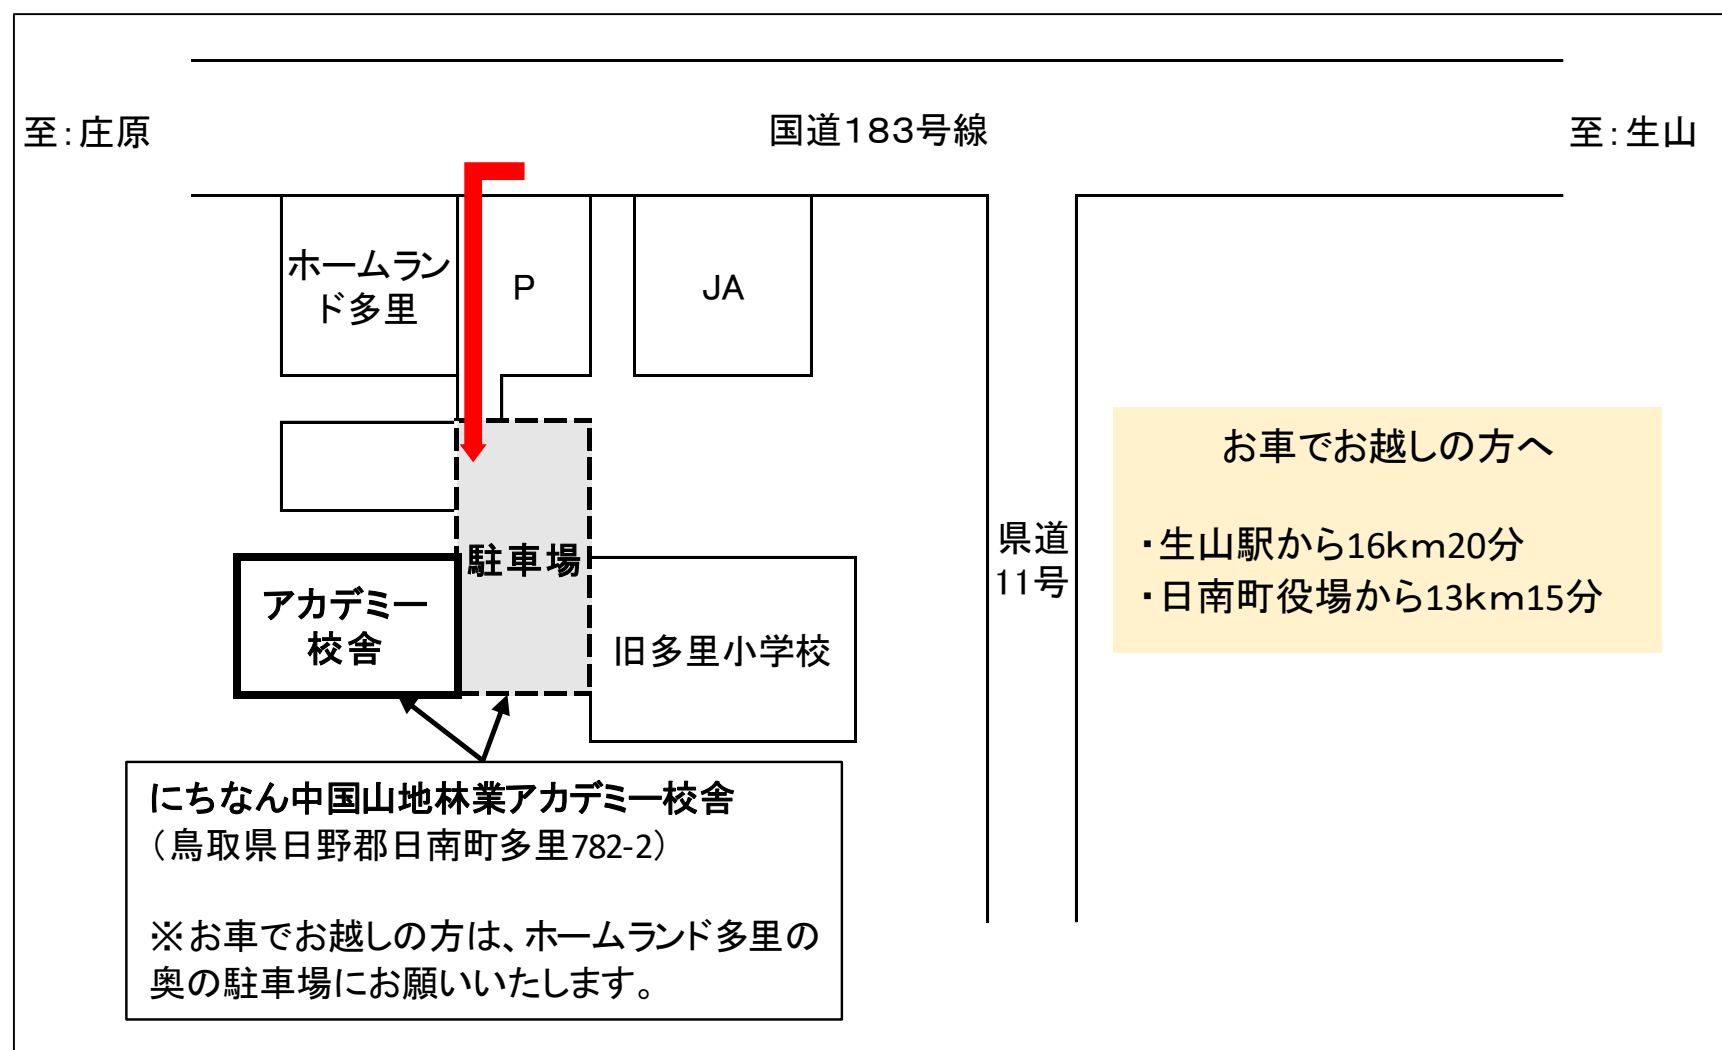 至：庄原
国道１８３号線
至：生山
ホームラン
ド多里
P
JA
お車でお越しの方へ
・生山駅から16ｋｍ20分
・日南町役場から13ｋｍ15分
県道
11号
駐車場
アカデミー
校舎
旧多里小学校
にちなん中国山地林業アカデミー校舎
（鳥取県日野郡日南町多里782-2）
※お車でお越しの方は、ホームランド多里の
奥の駐車場にお願いいたします。